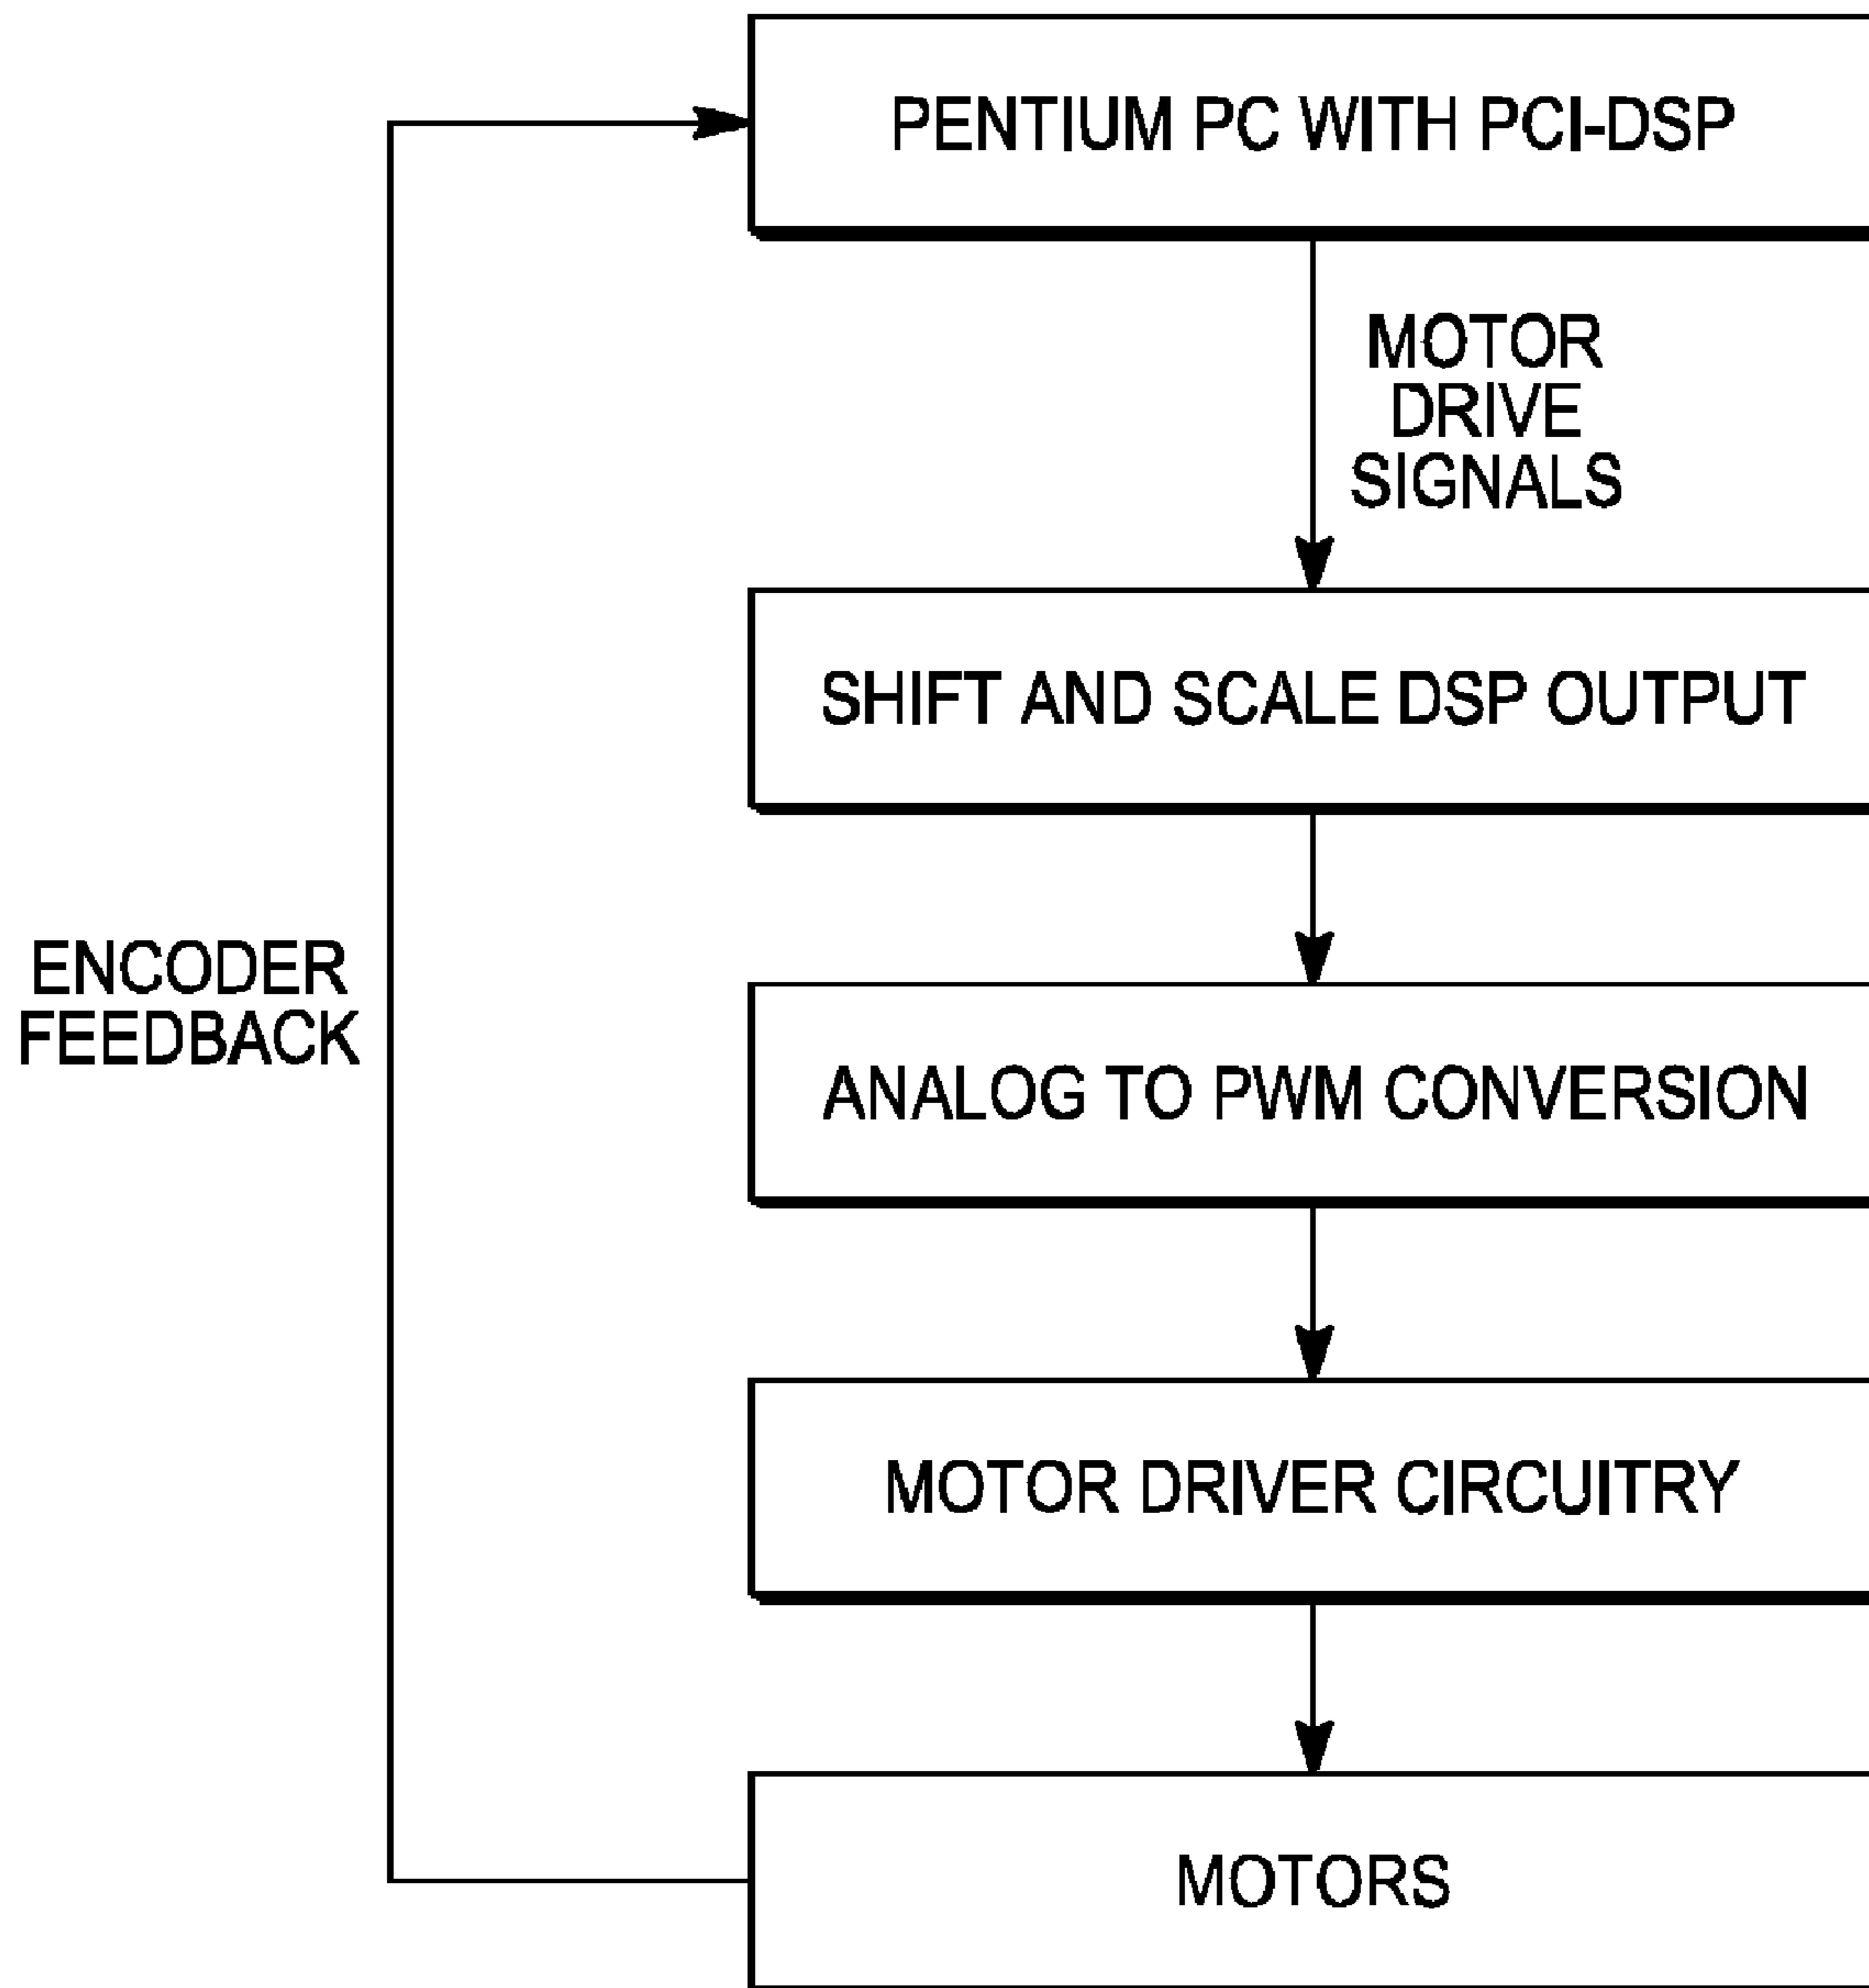 PENTIUM PC WITH PCI-DSP
MOTOR
DRIVE
SIGNALS
SHIFT AND SCALE DSP OUTPUT
ENCODER
FEEDBACK
ANALOG TO PWM CONVERSION
MOTOR DRIVER CIRCUITRY
MOTORS